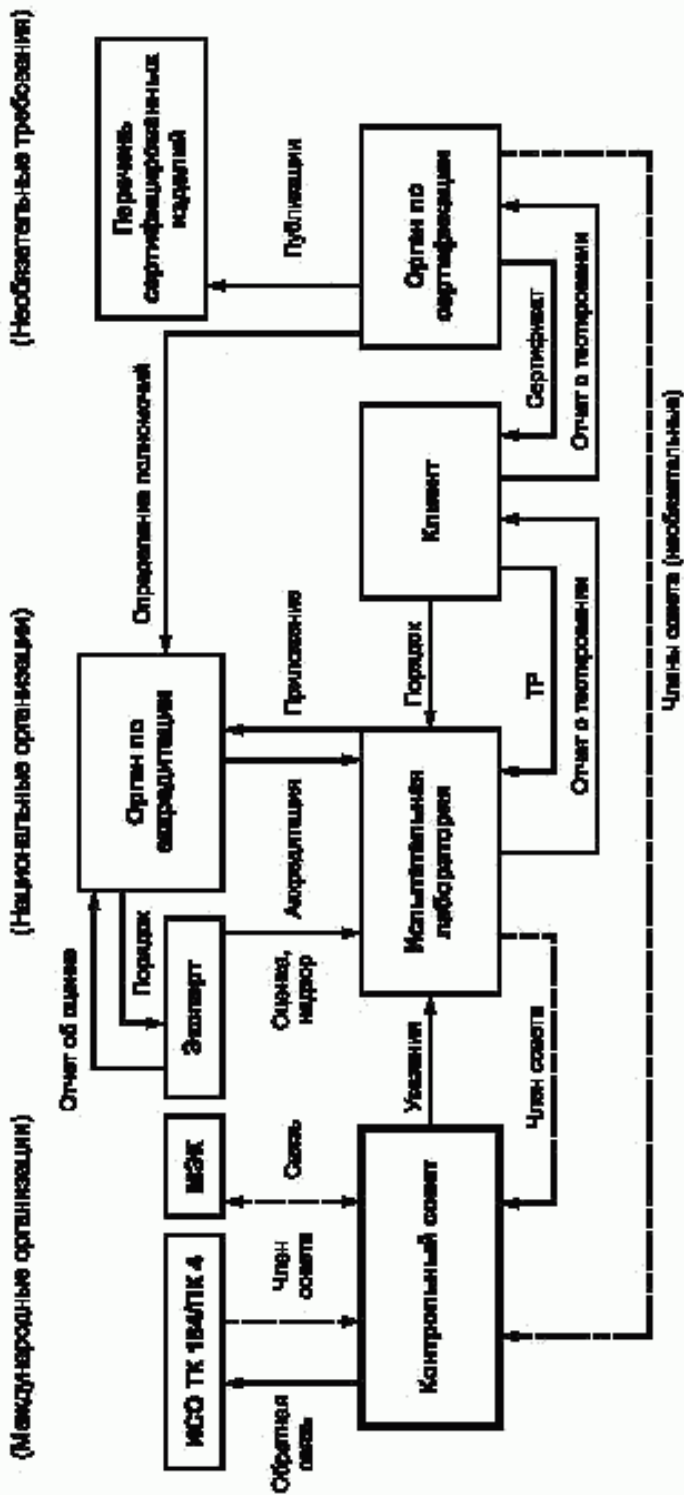 (Международные организации)
(Национальные организации)
(Необязательные требования)
Отчет об оценке
Порядок
ИСО ТК 184/ПК 4
МЭК
Эксперт
Орган по
аккредитации
Определение полномочий
Перечень
сертифицированных
изделий
Обратная
связь
Член
совета
Связь
Оценка,
надзор
Аккредитация
Приложение
Публикации
Контрольный совет
Указания
Испытательная
лаборатория
Порядок
Клиент
Орган по
сертификации
Член совета
ТР
Сертификат
Отчет о тестировании
Отчет о тестировании
Члены совета (необязательные)